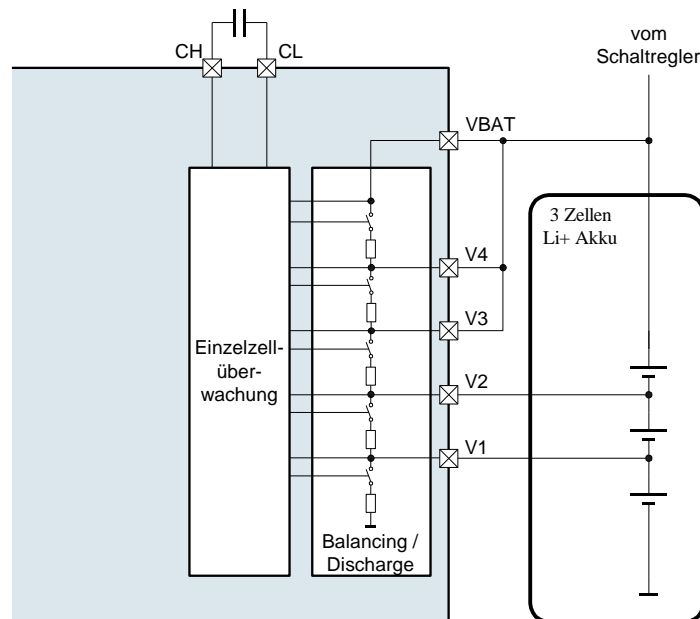 CH
CL
vom
Schaltregler
VBAT
3 Zellen
Li+ Akku
V4
V3
Einzelzell-
über-
wachung
V2
V1
Balancing /
Discharge